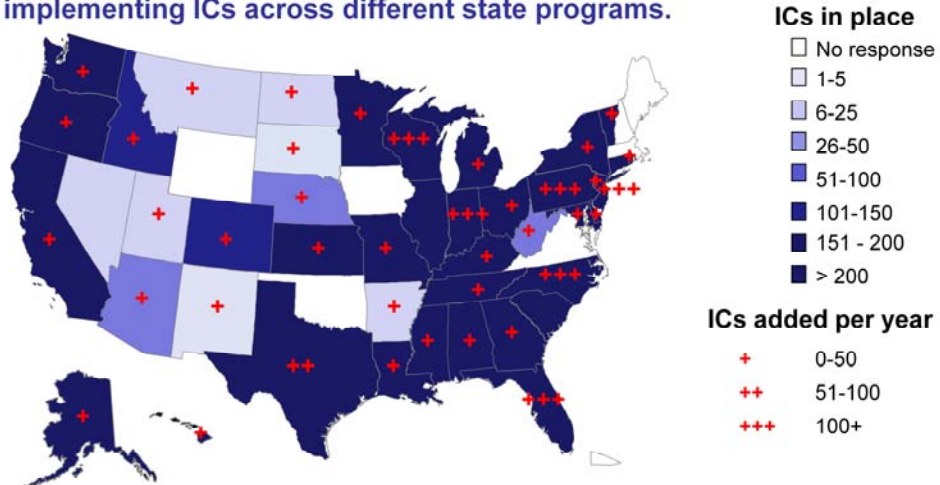 implementing ICs across different state programs.
ICs in place
No response
1-5
6-25
26-50
51-100
101-150
151 - 200
> 200
ICs added per year
+ 0-50
++ 51-100
+++ 100+